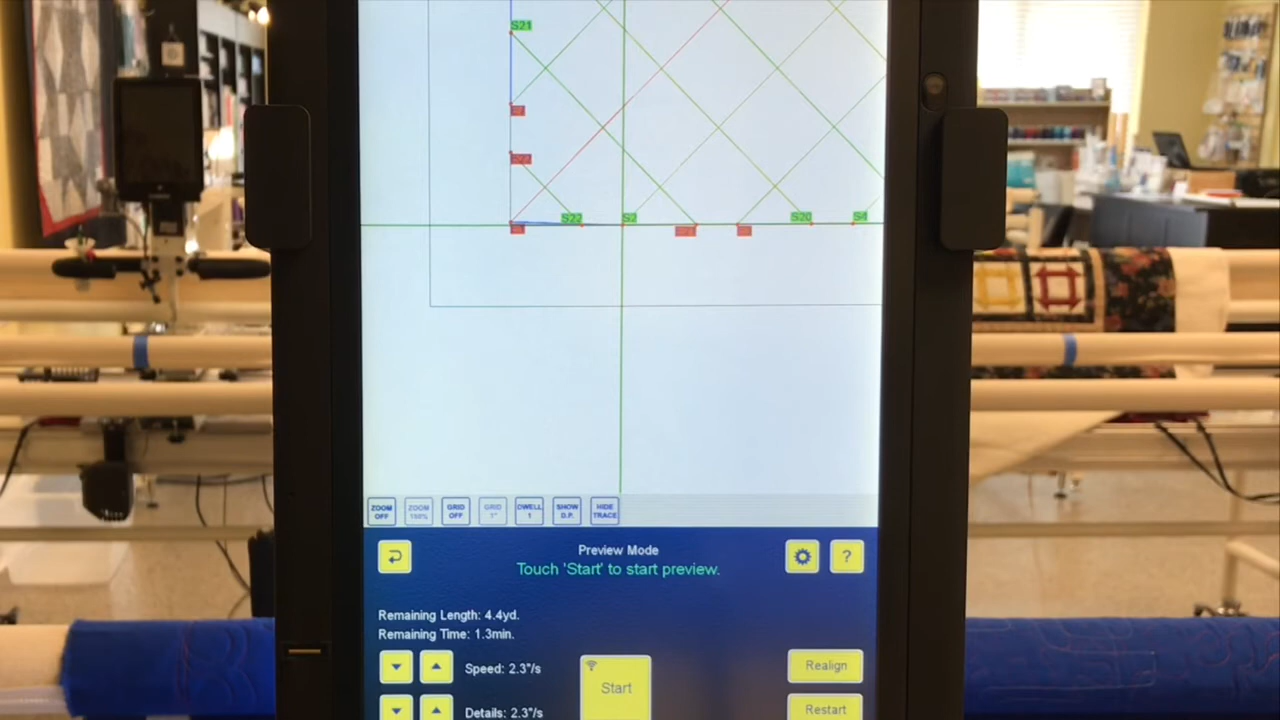 S21
S22
S2
S20
S4
ZOOM OFF
ZOOM
GRID OFF
GRID 1"
DWELL 1
SHOW D.P.
HIDE TRACE
Preview Mode
Touch 'Start' to start preview.
?
Remaining Length: 4.4yd.
Remaining Time: 1.3min.
Speed: 2.3"/s
Start
Realign
Details: 2.3"/s
Restart